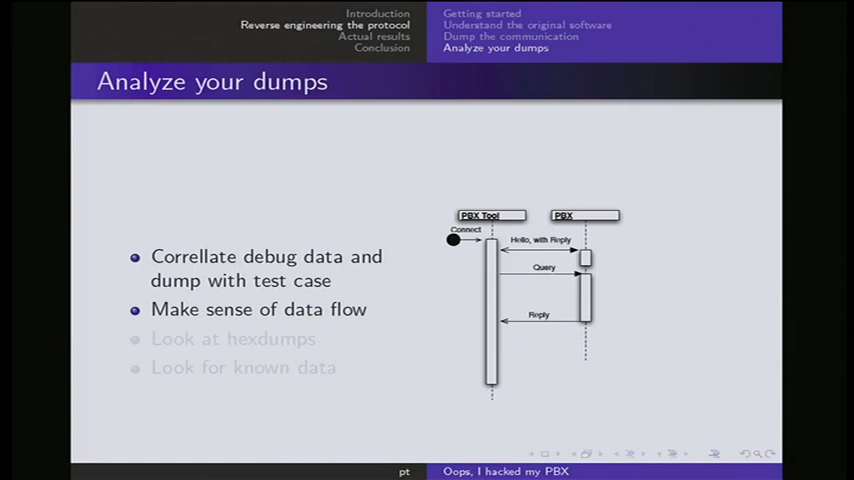 Introduction
Reverse engineering the protocol
Actual results
Conclusion
Getting started
Understand the original software
Dump the communication
Analyze your dumps
Analyze your dumps
Correllate debug data and
dump with test case
Make sense of data flow
Look at hexdumps
Look for known data
PBX Tool
PBX
Connect
Hello, with Reply
Query
Reply
pt
Oops, I hacked my PBX